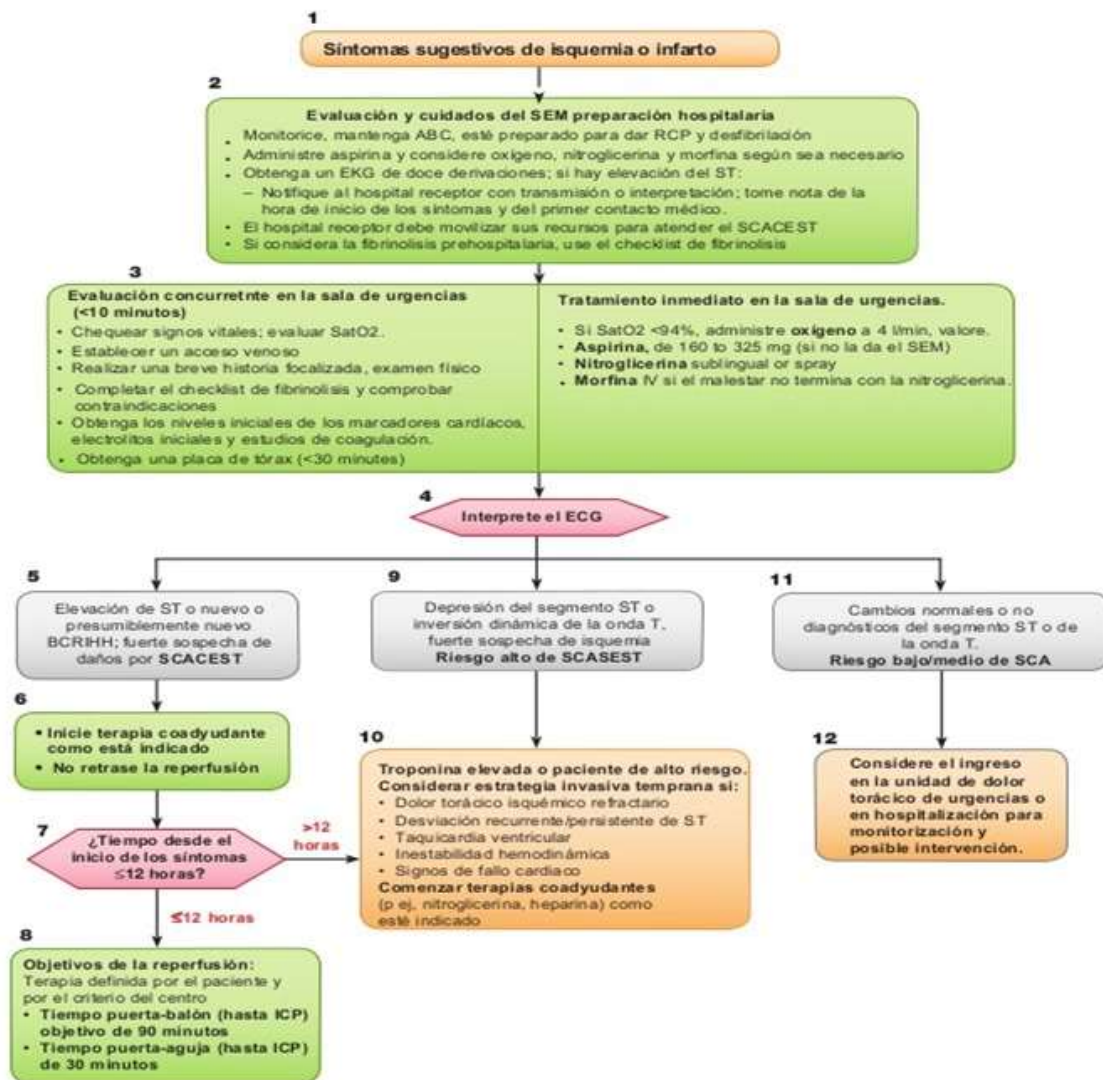 1
Síntomas sugestivos de isquemia o infarto
2
Evaluación y cuidados del SEM preparación hospitalaria
• Monitorice, mantenga ABC, esté preparado para dar RCP y desfibrilación
• Administre aspirina y considere oxígeno, nitroglicerina y morfina según sea necesario
• Obtenga un EKG de doce derivaciones; si hay elevación del ST:
– Notifique al hospital receptor con transmisión o interpretación; tome nota de la
hora de inicio de los síntomas y del primer contacto médico.
• El hospital receptor debe movilizar sus recursos para atender el SCACEST
• Si considera la fibrinolisis prehospitalaria, use el checklist de fibrinolisis
3
Evaluación concurretnte en la sala de urgencias
(<10 minutos)
• Chequear signos vitales; evaluar SatO2.
• Establecer un acceso venoso
• Realizar una breve historia focalizada, examen físico
• Completar el checklist de fibrinolisis y comprobar
contraindicaciones
• Obtenga los niveles iniciales de los marcadores cardíacos,
electrolitos iniciales y estudios de coagulación.
• Obtenga una placa de tórax (<30 minutes)
Tratamiento inmediato en la sala de urgencias.
• Si SatO2 <94%, administre oxígeno a 4 l/min, valore.
• Aspirina, de 160 to 325 mg (si no la da el SEM)
• Nitroglicerina sublingual or spray
• Morfina IV si el malestar no termina con la nitroglicerina.
4
Interprete el ECG
5
Elevación de ST o nuevo o
presumiblemente nuevo
BCRIHH; fuerte sospecha de
daños por SCACEST
9
Depresión del segmento ST o
inversión dinámica de la onda T,
fuerte sospecha de isquemia
Riesgo alto de SCASEST
11
Cambios normales o no
diagnósticos del segmento ST o de
la onda T.
Riesgo bajo/medio de SCA
6
• Inicie terapia coadyudante
como está indicado
• No retrase la reperfusión
10
Troponina elevada o paciente de alto riesgo.
Considerar estrategia invasiva temprana si:
• Dolor torácico isquémico refractario
• Desviación recurrente/persistente de ST
• Taquicardia ventricular
• Inestabilidad hemodinámica
• Signos de fallo cardiaco
Comenzar terapias coadyudantes
(p ej, nitroglicerina, heparina) como
esté indicado
12
Considere el ingreso
en la unidad de dolor
torácico de urgencias o
en hospitalización para
monitorización y
posible intervención.
7
¿Tiempo desde el
inicio de los síntomas
≤12 horas?
>12
horas
≤12 horas
8
Objetivos de la reperfusión:
Terapia definida por el paciente y
por el criterio del centro
• Tiempo puerta-balón (hasta ICP)
objetivo de 90 minutos
• Tiempo puerta-aguja (hasta ICP)
de 30 minutos